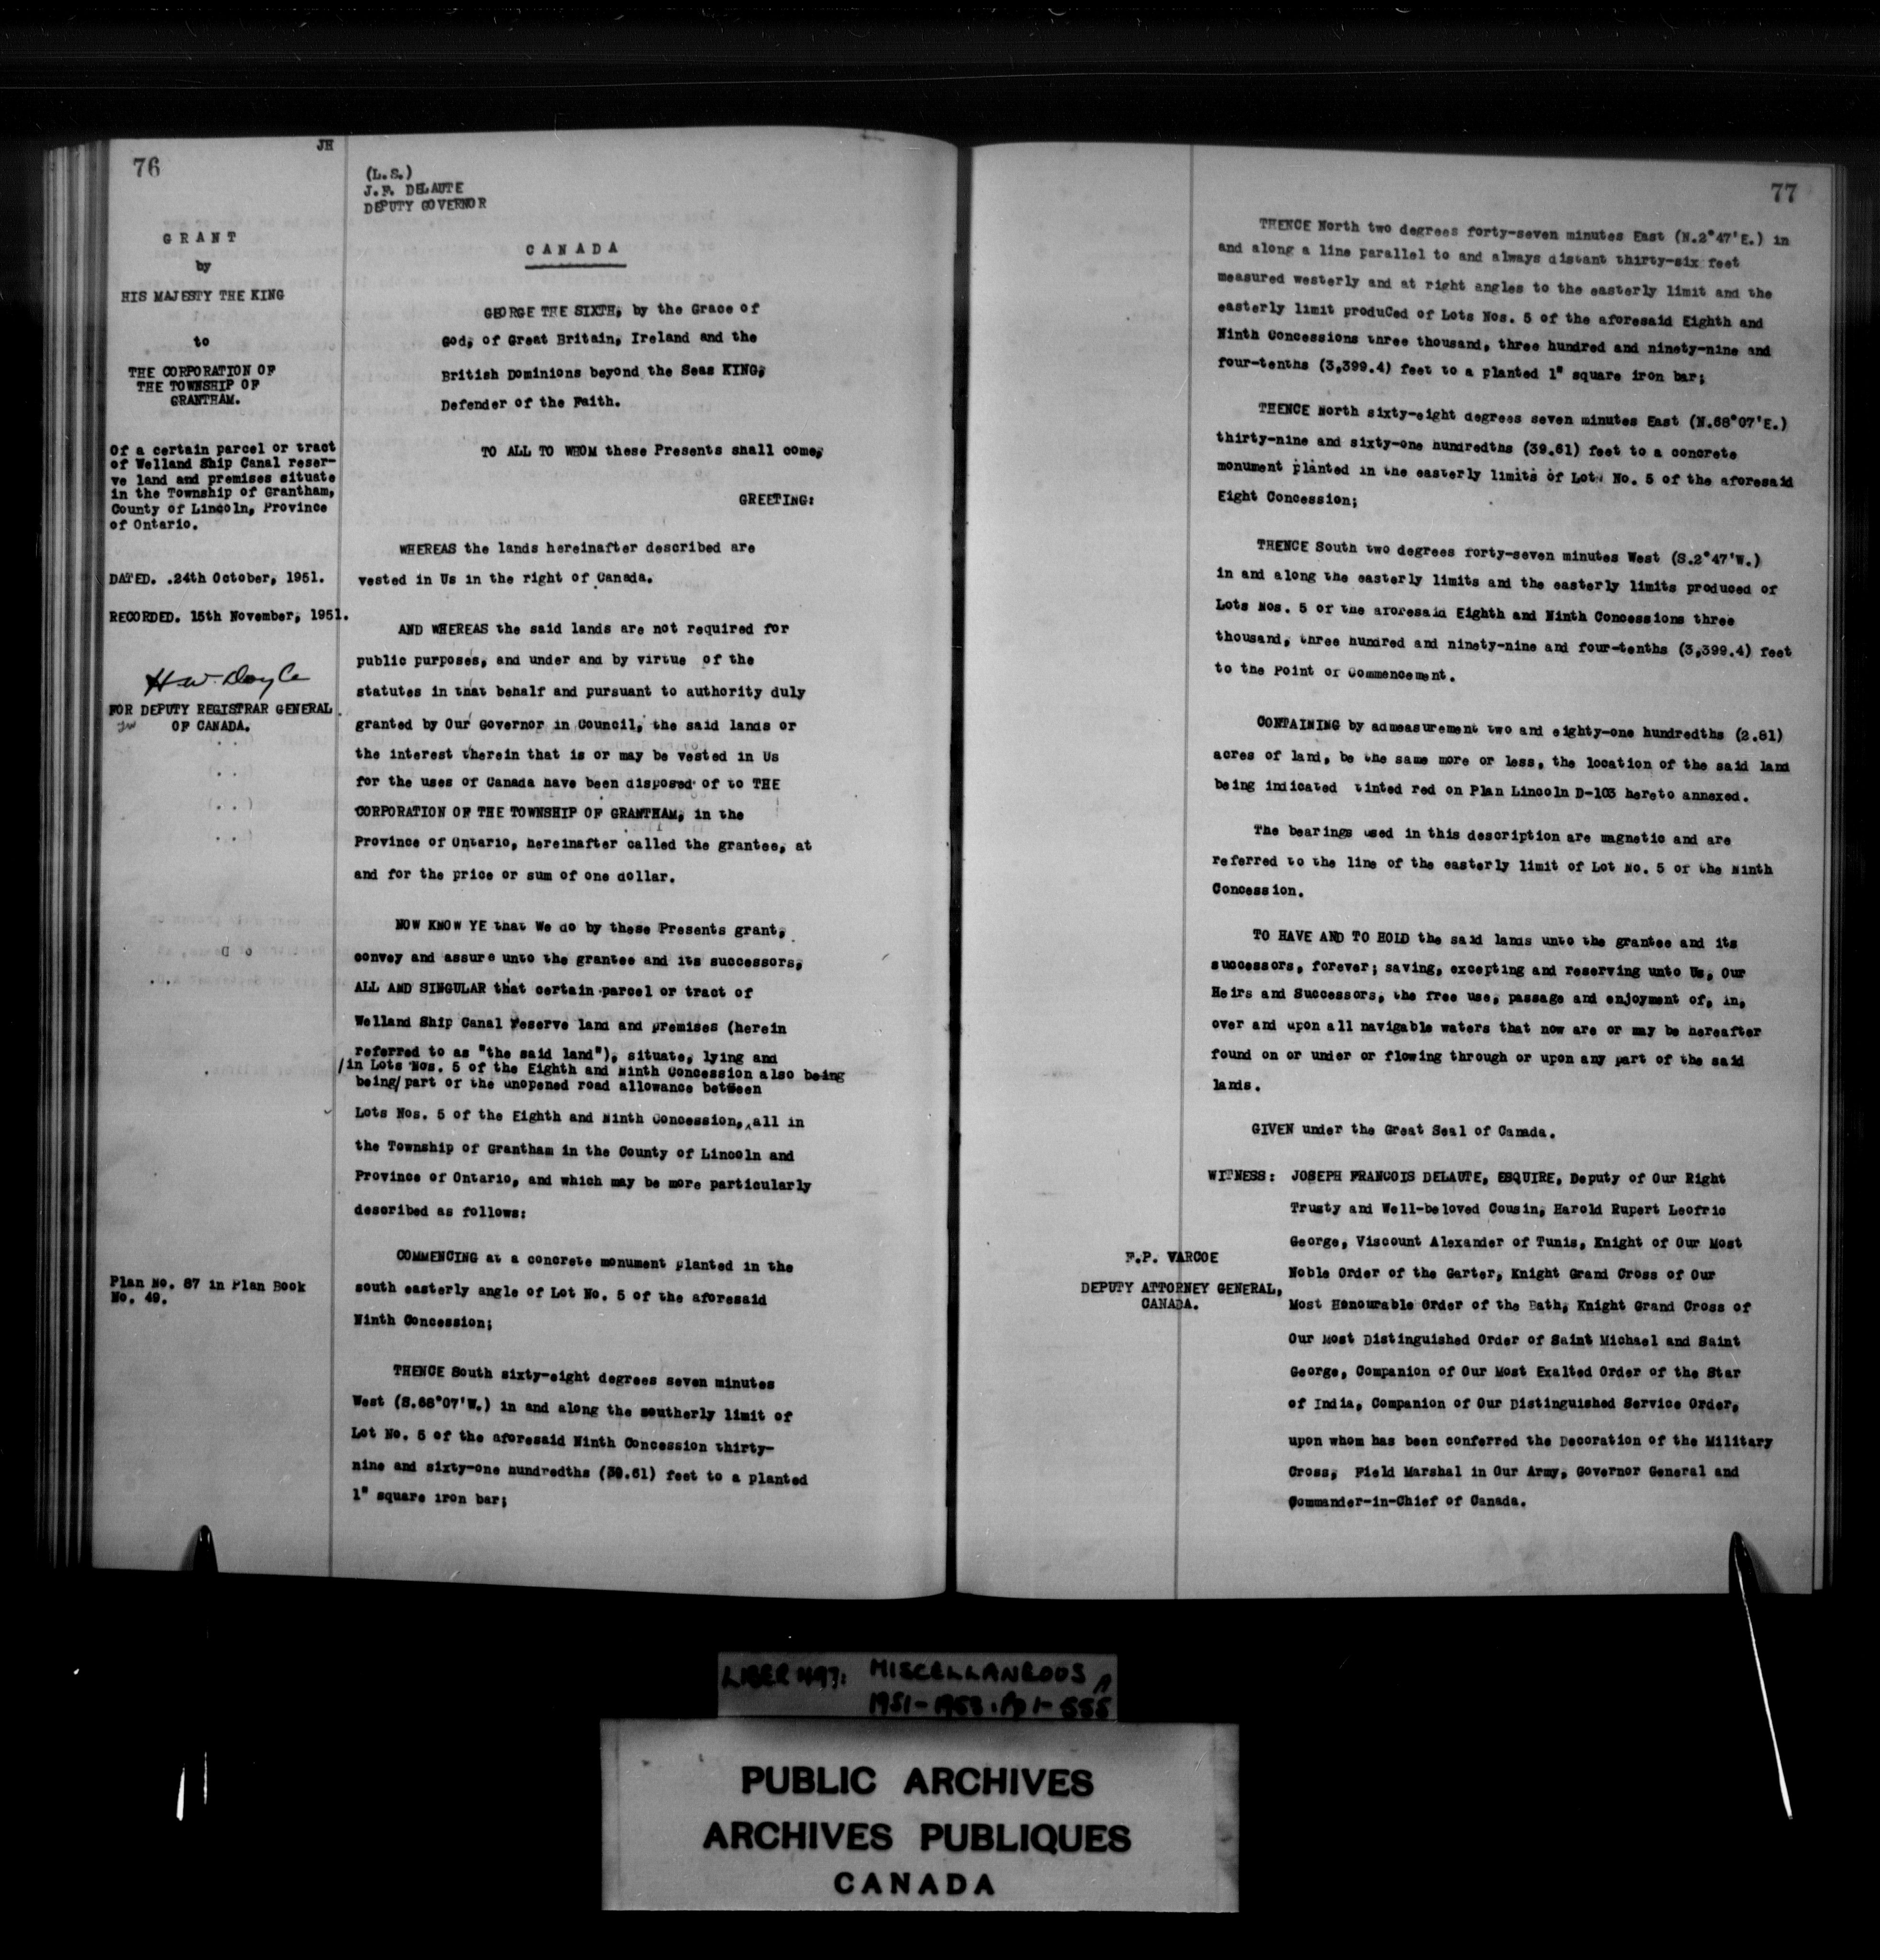 76
JH
(L.S.)
J.F. DELAUTE
DEPUTY GOVERNOR
G R A N T
by
HIS MAJESTY THE KING
to
THE CORPORATION OF
THE TOWNSHIP OF
GRANTHAM.
Of a certain parcel or tract
of Welland Ship Canal reser-
ve land and premises situate
in the Township of Grantham,
County of Lincoln, Province
of Ontario.
DATED. .24th October, 1951.
RECORDED. 15th November, 1951.
H.W. Doyle
FOR DEPUTY REGISTRAR GENERAL
OF CANADA.
Plan No. 87 in Plan Book
No. 49.
C A N A D A
GEORGE THE SIXTH, by the Grace of
God, of Great Britain, Ireland and the
British Dominions beyond the Seas KING,
Defender of the Faith.
TO ALL TO WHOM these Presents shall come,
GREETING:
WHEREAS the lands hereinafter described are
vested in Us in the right of Canada.
AND WHEREAS the said lands are not required for
public purposes, and under and by virtue of the
statutes in that behalf and pursuant to authority duly
granted by Our Governor in Council, the said lands or
the interest therein that is or may be vested in Us
for the uses of Canada have been disposed of to THE
CORPORATION OF THE TOWNSHIP OF GRANTHAM, in the
Province of Ontario, hereinafter called the grantee, at
and for the price or sum of one dollar.
NOW KNOW YE that We do by these Presents grant,
convey and assure unto the grantee and its successors,
ALL AND SINGULAR that certain parcel or tract of
Welland Ship Canal Reserve land and premises (herein
referred to as "the said land"), situate, lying and
/in Lots Nos. 5 of the Eighth and Ninth Concession also being
being/part of the unopened road allowance between
Lots Nos. 5 of the Eighth and Ninth Concession,^all in
the Township of Grantham in the County of Lincoln and
Province of Ontario, and which may be more particularly
described as follows:
COMMENCING at a concrete monument planted in the
south easterly angle of Lot No. 5 of the aforesaid
Ninth Concession;
THENCE South sixty-eight degrees seven minutes
West (S.68°07'W.) in and along the southerly limit of
Lot No. 5 of the aforesaid Ninth Concession thirty-
nine and sixty-one hundredths (39.61) feet to a planted
1" square iron bar;
77
THENCE North two degrees forty-seven minutes East (N.2°47'E.) in
and along a line parallel to and always distant thirty-six feet
measured westerly and at right angles to the easterly limit and the
easterly limit produCed of Lots Nos. 5 of the aforesaid Eighth and
Ninth Concessions three thousand, three hundred and ninety-nine and
four-tenths (3,399.4) feet to a planted 1" square iron bar;
THENCE North sixty-eight degrees seven minutes East (N.68°07'E.)
thirty-nine and sixty-one hundredths (39.61) feet to a concrete
monument planted in the easterly limits of Lot No. 5 of the aforesaid
Eight Concession;
THENCE South two degrees forty-seven minutes West (S.2°47'W.)
in and along the easterly limits and the easterly limits produced of
Lots Nos. 5 of the aforesaid Eighth and Ninth Concessions three
thousand, three hundred and ninety-nine and four-tenths (3,399.4) feet
to the Point of Commencement.
CONTAINING by admeasurement two and eighty-one hundredths (2.81)
acres of land, be the same more or less, the location of the said land
being indicated tinted red on Plan Lincoln D-103 hereto annexed.
The bearings used in this description are magnetic and are
referred to the line of the easterly limit of Lot No. 5 of the Ninth
Concession.
TO HAVE AND TO HOLD the said lands unto the grantee and its
successors, forever; saving, excepting and reserving unto Us, Our
Heirs and Successors, the free use, passage and enjoyment of, in,
over and upon all navigable waters that now are or may be hereafter
found on or under or flowing through or upon any part of the said
lands.
GIVEN under the Great Seal of Canada.
WITNESS: JOSEPH FRANCOIS DELAUTE, ESQUIRE, Deputy of Our Right
Trusty and Well-beloved Cousin, Harold Rupert Leofric
George, Viscount Alexander of Tunis, Knight of Our Most
Noble Order of the Garter, Knight Grand Cross of Our
Most Honourable Order of the Bath, Knight Grand Cross of
Our Most Distinguished Order of Saint Michael and Saint
George, Companion of Our Most Exalted Order of the Star
of India, Companion of Our Distinguished Service Order,
upon whom has been conferred the Decoration of the Military
Cross, Field Marshal in Our Army, Governor General and
Commander-in-Chief of Canada.
F.P. VARCOE
DEPUTY ATTORNEY GENERAL,
CANADA.
LIBER 497: MISCELLANEOUS
1951-1953. Pp 1-555
PUBLIC ARCHIVES
ARCHIVES PUBLIQUES
CANADA